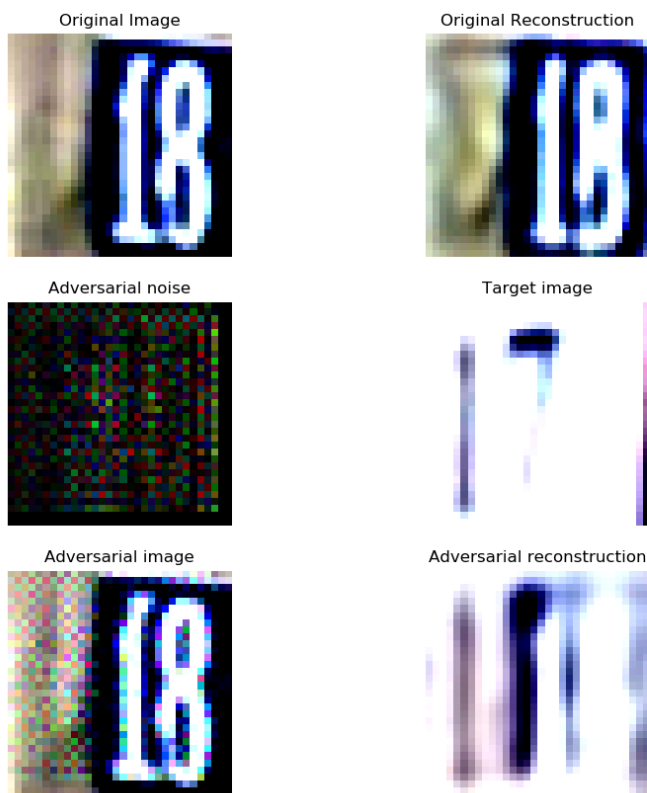 Original Image
Original Reconstruction
18
18
Adversarial noise
Target image
17
Adversarial image
Adversarial reconstruction
18